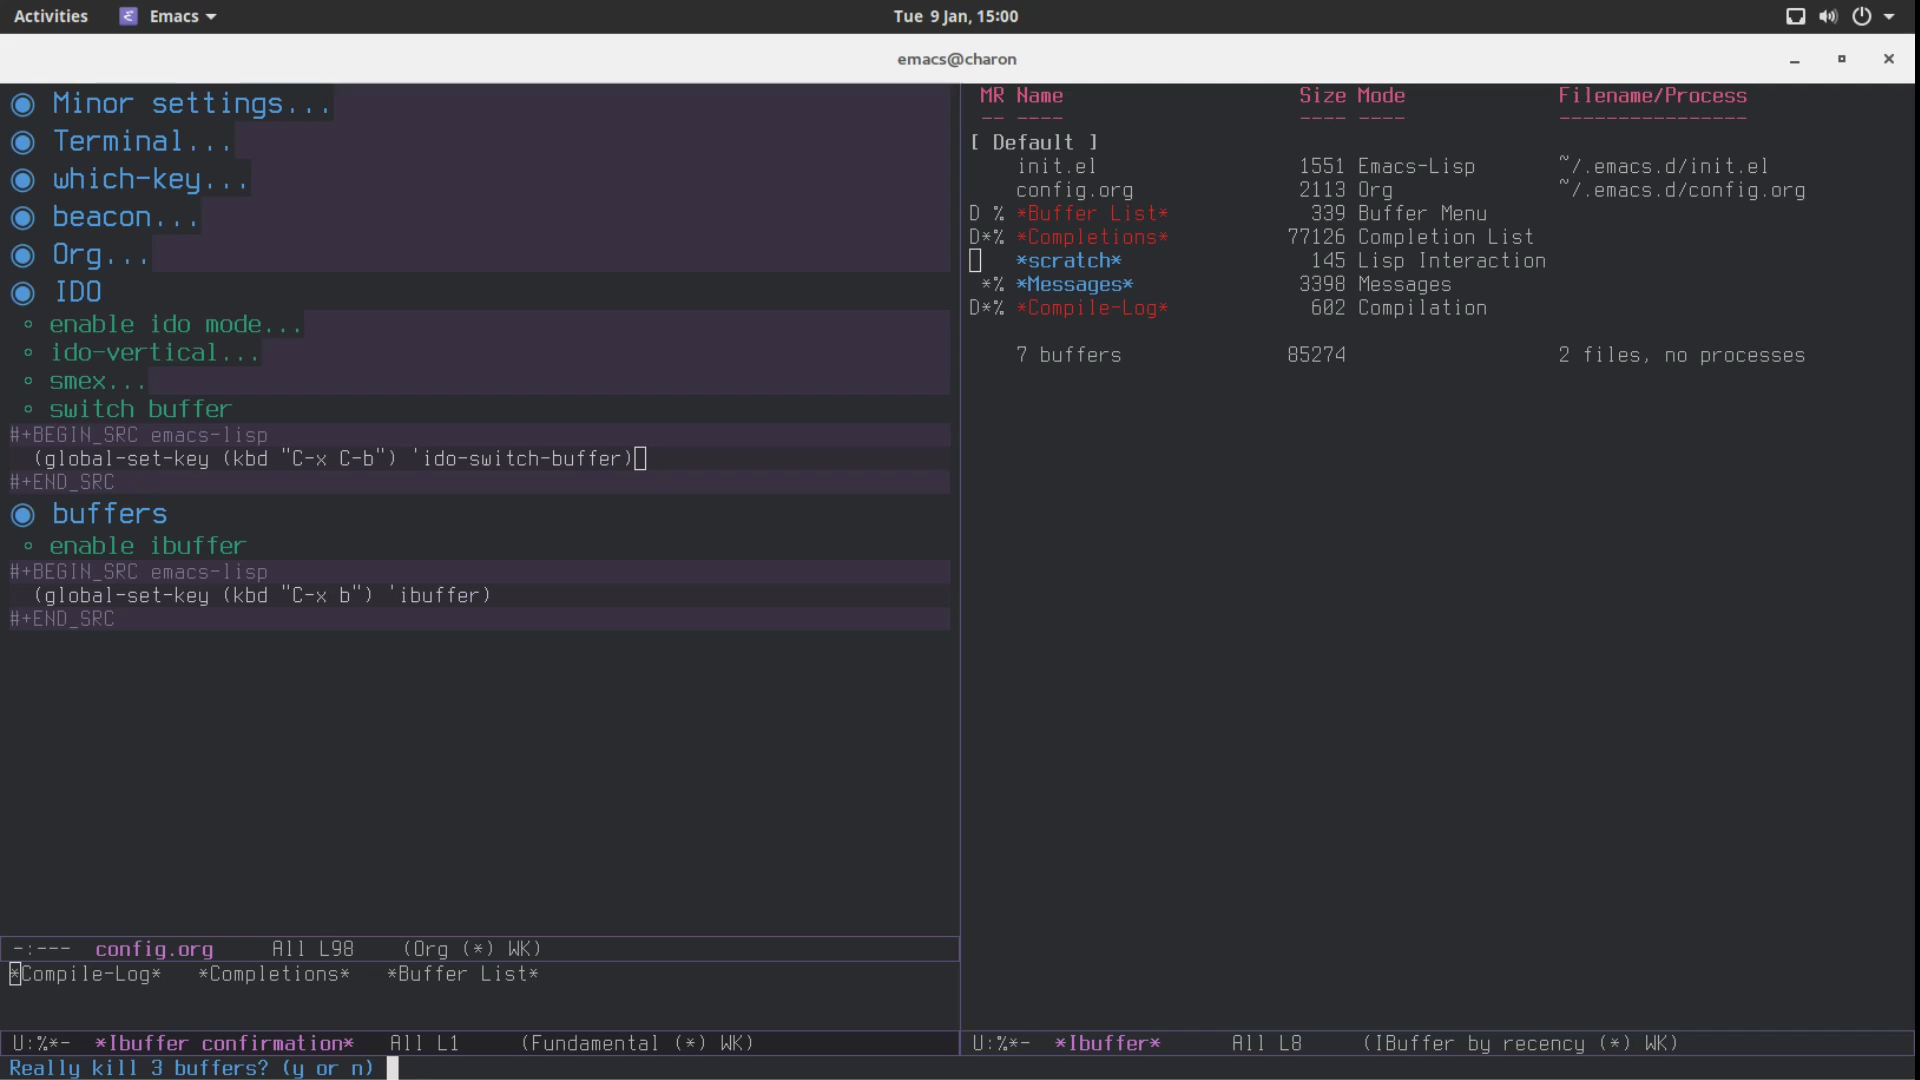 Activities Emacs Tue 9 Jan, 15:00
emacs@charon
Minor settings...
Terminal...
which-key...
beacon...
Org...
IDO
enable ido mode...
ido-vertical...
smex...
switch buffer
#+BEGIN_SRC emacs-lisp
(global-set-key (kbd "C-x C-b") 'ido-switch-buffer)
#+END_SRC
buffers
enable ibuffer
#+BEGIN_SRC emacs-lisp
(global-set-key (kbd "C-x b") 'ibuffer)
#+END_SRC
-:--- config.org All L98 (Org (*) WK)
*Compile-Log* *Completions* *Buffer List*
U:%*- *Ibuffer confirmation* All L1 (Fundamental (*) WK)
MR Name Size Mode Filename/Process
-- ---- ---- ---- ----------------
[ Default ]
init.el 1551 Emacs-Lisp ~/.emacs.d/init.el
config.org 2113 Org ~/.emacs.d/config.org
D % *Buffer List* 339 Buffer Menu
D*% *Completions* 77126 Completion List
*scratch* 145 Lisp Interaction
*% *Messages* 3398 Messages
D*% *Compile-Log* 602 Compilation
7 buffers 85274 2 files, no processes
U:%*- *Ibuffer* All L8 (IBuffer by recency (*) WK)
Really kill 3 buffers? (y or n)